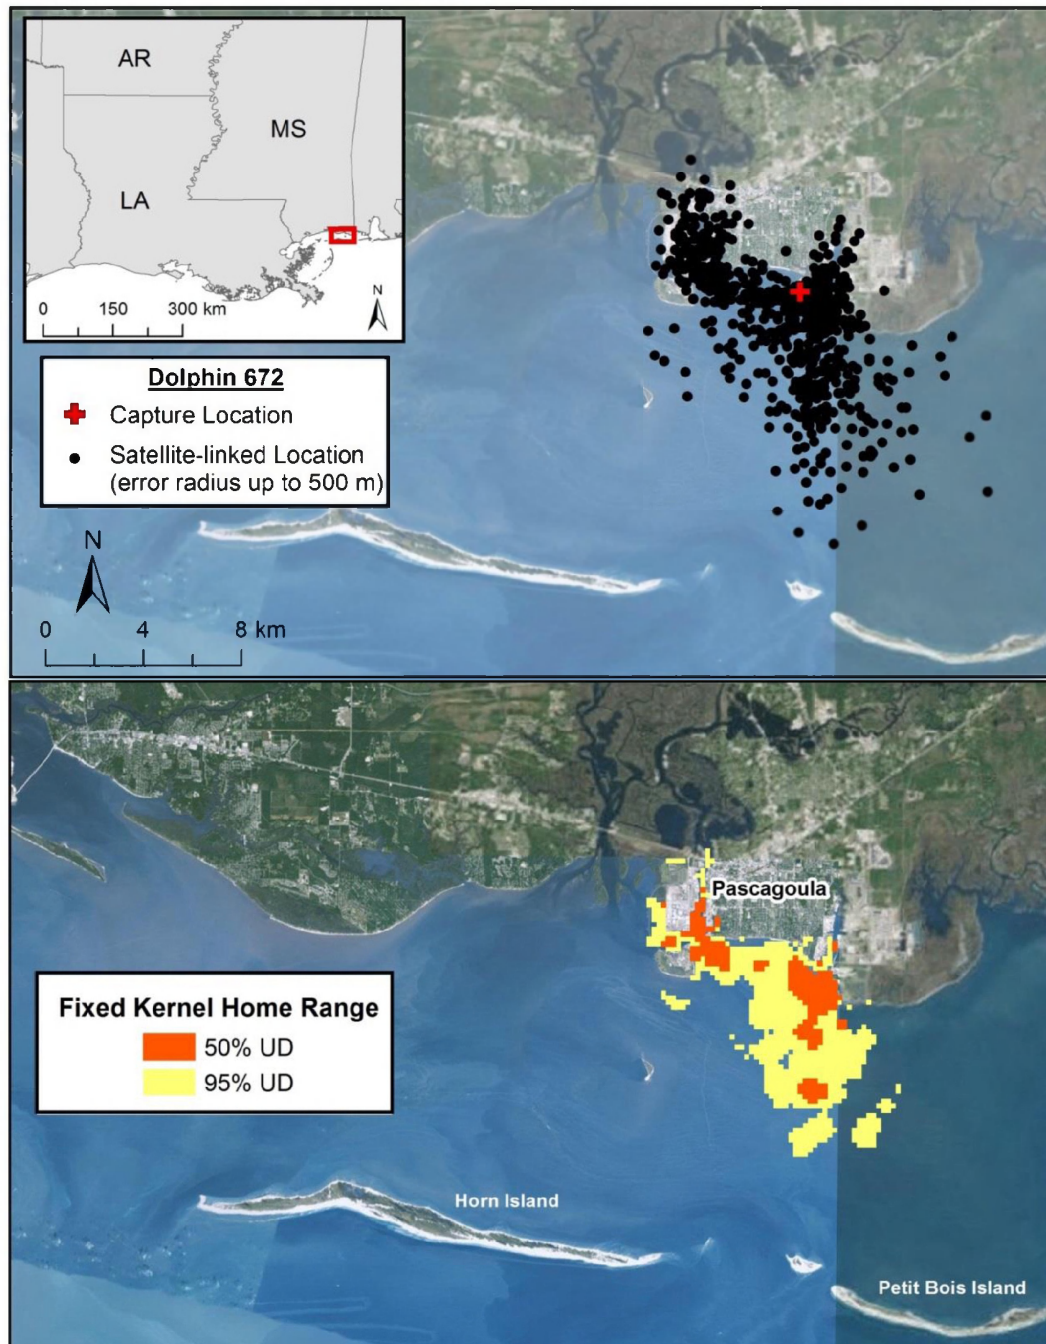 AR
MS
LA
0 150 300 km
N
Dolphin 672
Capture Location
Satellite-linked Location
(error radius up to 500 m)
N
0 4 8 km
Pascagoula
Fixed Kernel Home Range
50% UD
95% UD
Horn Island
Petit Bois Island